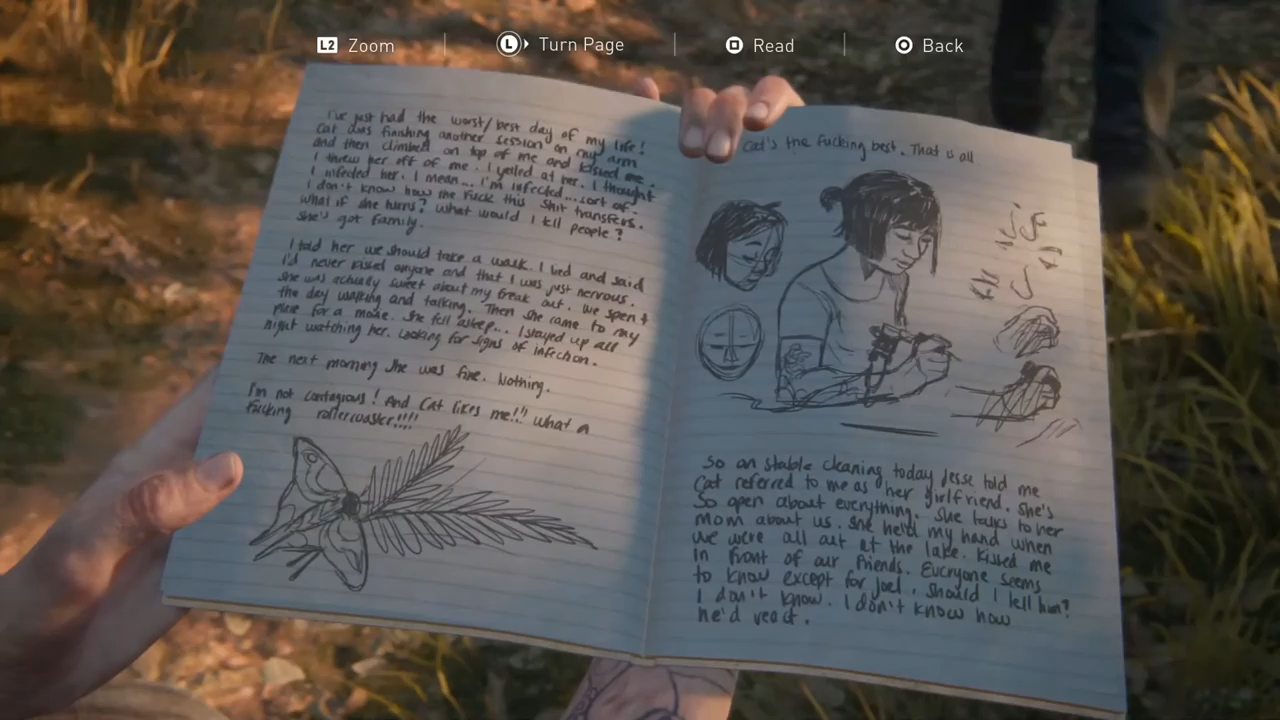 L2 Zoom
L Turn Page
Read
Back
I've just had the worst/best day of my life!
Cat was finishing another session on my arm
and then climbed on top of me and kissed me.
I threw her off of me. I yelled at her. I thought
I infected her. I mean... I'm infected... sort of.
I don't know how the fuck this shit transfers.
What if she turns? What would I tell people?
She's got family.
I told her we should take a walk. I lied and said
I'd never kissed anyone and that I was just nervous.
She was actually sweet about my freak out. We spent
the day walking and talking. Then she came to my
place for a movie. She fell asleep... I stayed up all
night watching her. Looking for signs of infection.
The next morning she was fine. Nothing.
I'm not contagious! And Cat likes me!!! What a
fucking rollercoaster!!!!
Cat's the fucking best. That is all
So on stable cleaning today Jesse told me
Cat referred to me as her girlfriend. She's
so open about everything. She talks to her
mom about us. She held my hand when
we were all out at the lake. Kissed me
in front of our friends. Everyone seems
to know except for Joel. Should I tell him?
I don't know. I don't know how
he'd react.